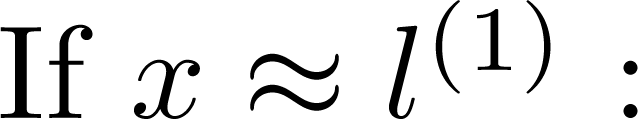 If x ≈ l⁽¹⁾ :